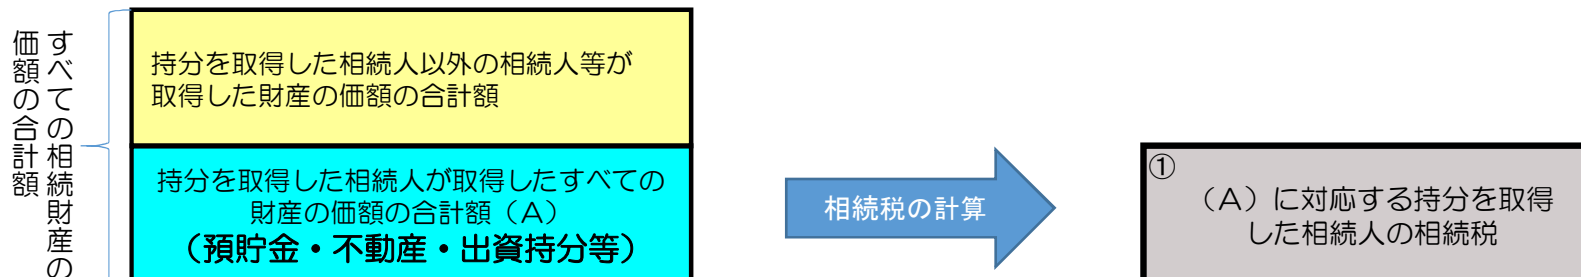 すべての相続財産の
価額の合計額
持分を取得した相続人以外の相続人等が
取得した財産の価額の合計額
持分を取得した相続人が取得したすべての
財産の価額の合計額（A）
（預貯金・不動産・出資持分等）
相続税の計算
①
（A）に対応する持分を取得
した相続人の相続税